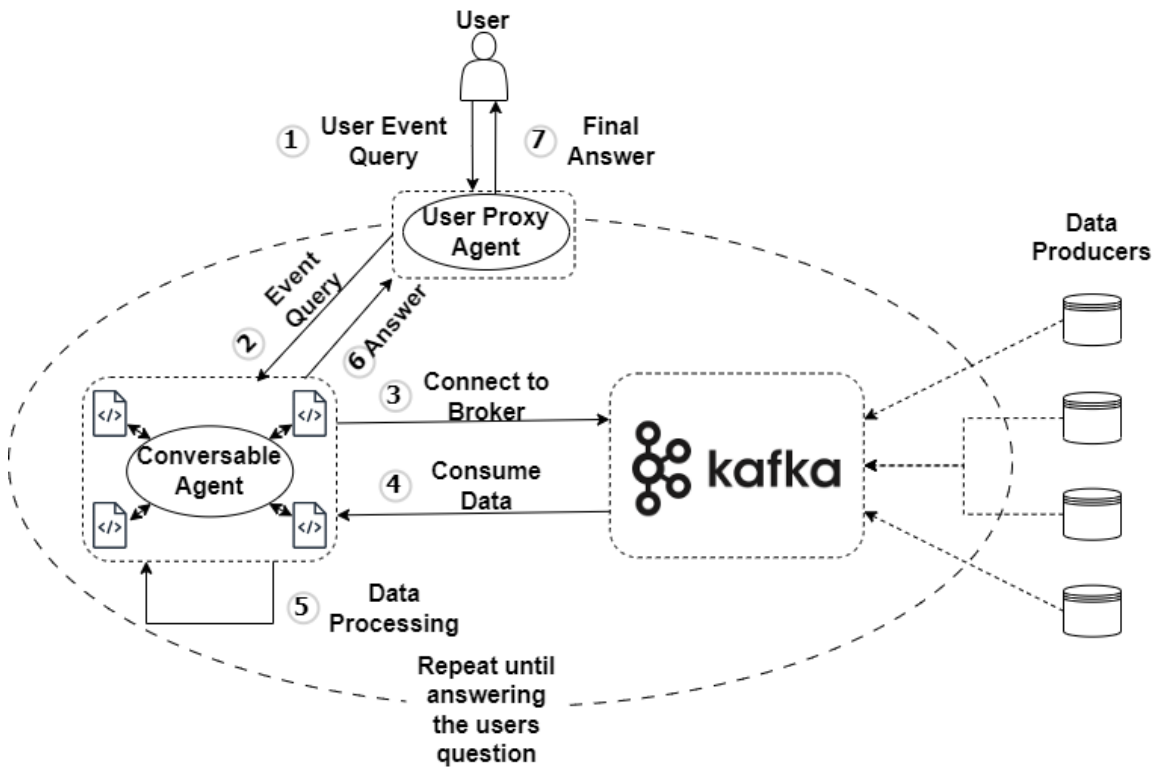 User
1
User Event
Query
7
Final
Answer
User Proxy
Agent
Data
Producers
Event
Query
2
6
Answer
3
Connect to
Broker
</>
</>
Conversable
Agent
</>
</>
4
Consume
Data
kafka
5
Data
Processing
Repeat until
answering
the users
question